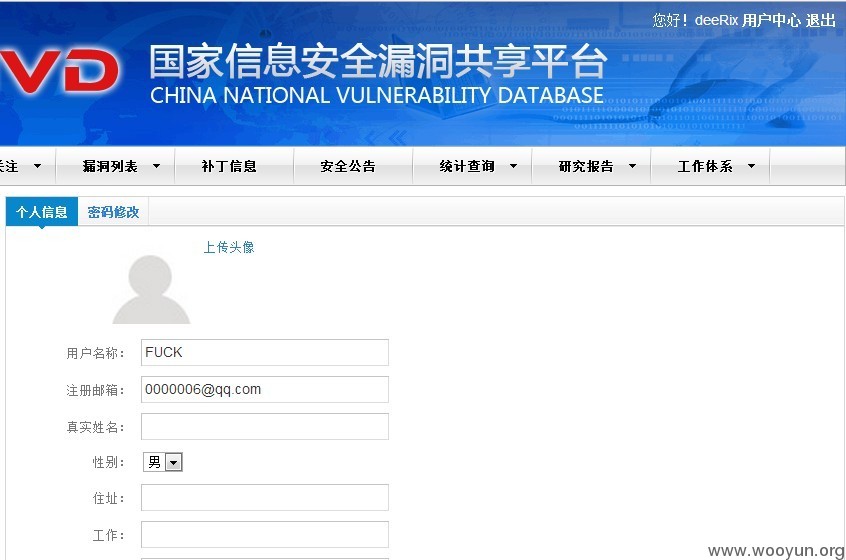 您好！deeRix 用户中心 退出
VD 国家信息安全漏洞共享平台
CHINA NATIONAL VULNERABILITY DATABASE
关注 漏洞列表 补丁信息 安全公告 统计查询 研究报告 工作体系
个人信息 密码修改
上传头像
用户名称： FUCK
注册邮箱： 0000006@qq.com
真实姓名：
性别： 男
住址：
工作：
www.wooyun.org